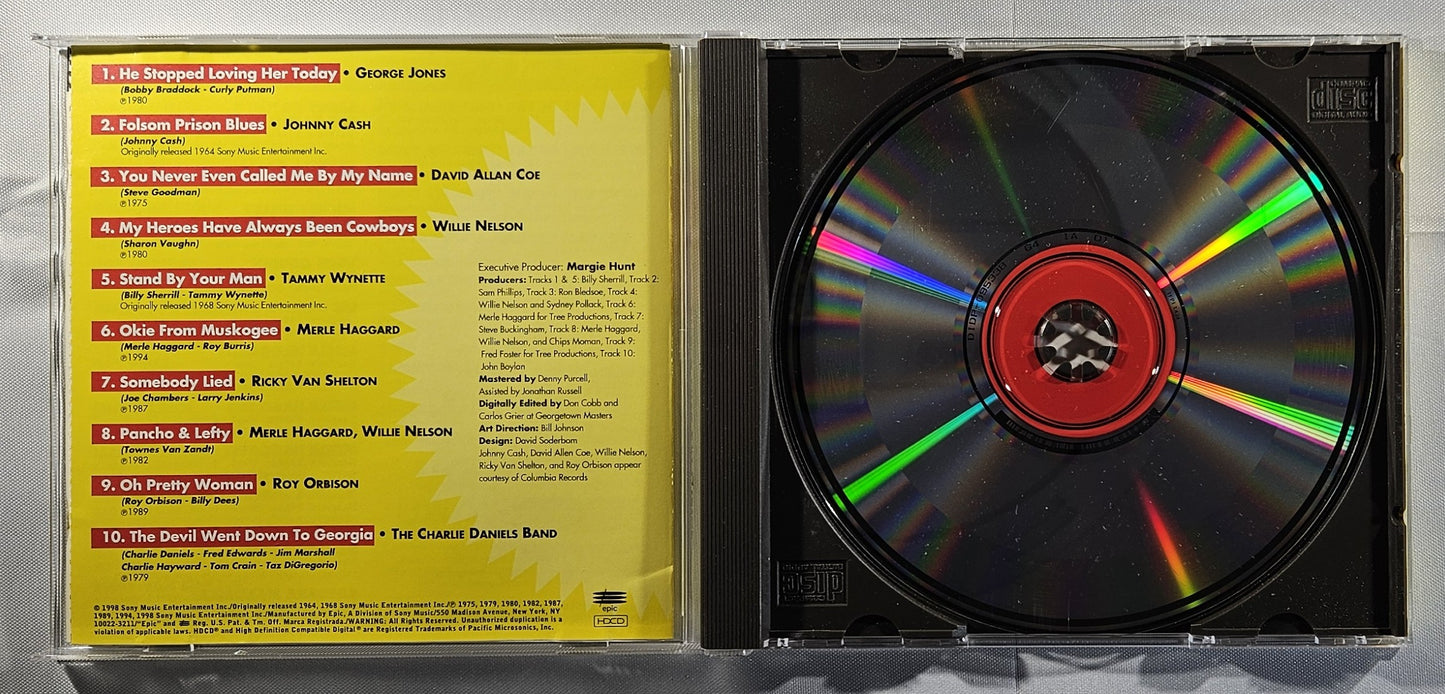 1. He Stopped Loving Her Today • GEORGE JONES
(Bobby Braddock - Curly Putman)
℗1980
2. Folsom Prison Blues • JOHNNY CASH
(Johnny Cash)
Originally released 1964 Sony Music Entertainment Inc.
3. You Never Even Called Me By My Name • DAVID ALLAN COE
(Steve Goodman)
℗1975
4. My Heroes Have Always Been Cowboys • WILLIE NELSON
(Sharon Vaughn)
℗1980
5. Stand By Your Man • TAMMY WYNETTE
(Billy Sherrill - Tammy Wynette)
Originally released 1968 Sony Music Entertainment Inc.
6. Okie From Muskogee • MERLE HAGGARD
(Merle Haggard - Roy Burris)
℗1994
7. Somebody Lied • RICKY VAN SHELTON
(Joe Chambers - Larry Jenkins)
℗1987
8. Pancho & Lefty • MERLE HAGGARD, WILLIE NELSON
(Townes Van Zandt)
℗1982
9. Oh Pretty Woman • ROY ORBISON
(Roy Orbison - Billy Dees)
℗1989
10. The Devil Went Down To Georgia • THE CHARLIE DANIELS BAND
(Charlie Daniels - Fred Edwards - Jim Marshall
Charlie Hayward - Tom Crain - Taz DiGregorio)
℗1979
Executive Producer: Margie Hunt
Producers: Tracks 1 & 5: Billy Sherrill, Track 2:
Sam Phillips, Track 3: Ron Bledsoe, Track 4:
Willie Nelson and Sydney Pollack, Track 6:
Merle Haggard for Tree Productions, Track 7:
Steve Buckingham, Track 8: Merle Haggard,
Willie Nelson, and Chips Moman, Track 9:
Fred Foster for Tree Productions, Track 10:
John Boylan
Mastered by Denny Purcell,
Assisted by Jonathan Russell
Digitally Edited by Don Cobb and
Carlos Grier at Georgetown Masters
Art Direction: Bill Johnson
Design: David Soderbom
Johnny Cash, David Allen Coe, Willie Nelson,
Ricky Van Shelton, and Roy Orbison appear
courtesy of Columbia Records
epic
HDCD
© 1998 Sony Music Entertainment Inc./Originally released 1964, 1968 Sony Music Entertainment Inc./℗ 1975, 1979, 1980, 1982, 1987,
1989, 1994, 1998 Sony Music Entertainment Inc./Manufactured by Epic, A Division of Sony Music/550 Madison Avenue, New York, NY
10022-3211/"Epic" and Reg. U.S. Pat. & Tm. Off. Marca Registrada./WARNING: All Rights Reserved. Unauthorized duplication is a
violation of applicable laws. HDCD® and High Definition Compatible Digital® are Registered Trademarks of Pacific Microsonics, Inc.
COMPACT
disc
DIGITAL AUDIO
COMPACT
disc
DIGITAL AUDIO